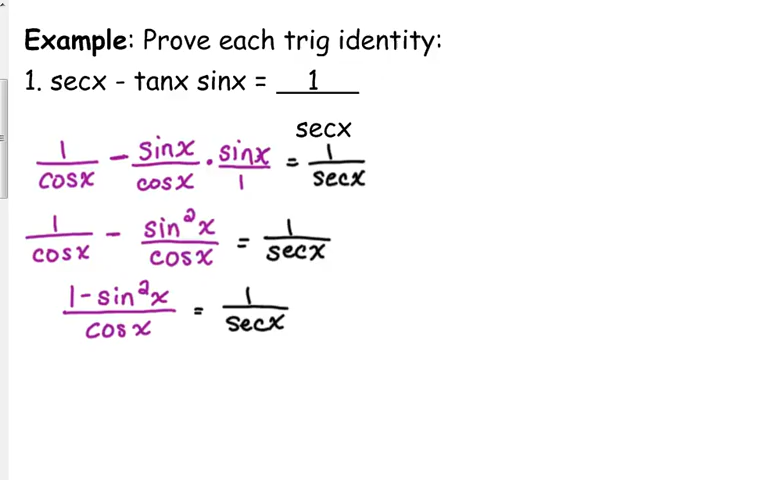 Example: Prove each trig identity:
1. secx - tanx sinx = 1
secx
1/cosx - sinx/cosx · sinx/1 = 1/secx
1/cosx - sin²x/cosx = 1/secx
1-sin²x/cosx = 1/secx